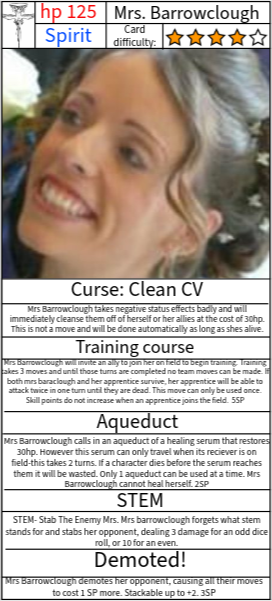 hp 125
Mrs. Barrowclough
Spirit
Card
difficulty:
Curse: Clean CV
Mrs Barrowclough takes negative status effects badly and will
immediately cleanse them off of herself or her allies at the cost of 30hp.
This is not a move and will be done automatically as long as shes alive.
Training course
Mrs Barrowclough will invite an ally to join her on field to begin training. Training
takes 3 moves and until those turns are completed no team moves can be made. If
both mrs baraclough and her apprentice survive, her apprentice will be able to
attack twice in one turn until they are dead. This move can only be used once.
Skill points do not increase when an apprentice joins the field. 5SP
Aqueduct
Mrs Barrowclough calls in an aqueduct of a healing serum that restores
30hp. However this serum can only travel when its reciever is on
field-this takes 2 turns. If a character dies before the serum reaches
them it will be wasted. Only 1 aqueduct can be used at a time. Mrs
Barrowclough cannot heal herself. 2SP
STEM
STEM- Stab The Enemy Mrs. Mrs barrowclough forgets what stem
stands for and stabs her opponent, dealing 3 damage for an odd dice
roll, or 10 for an even.
Demoted!
Mrs Barrowclough demotes her opponent, causing all their moves
to cost 1 SP more. Stackable up to +2. 3SP